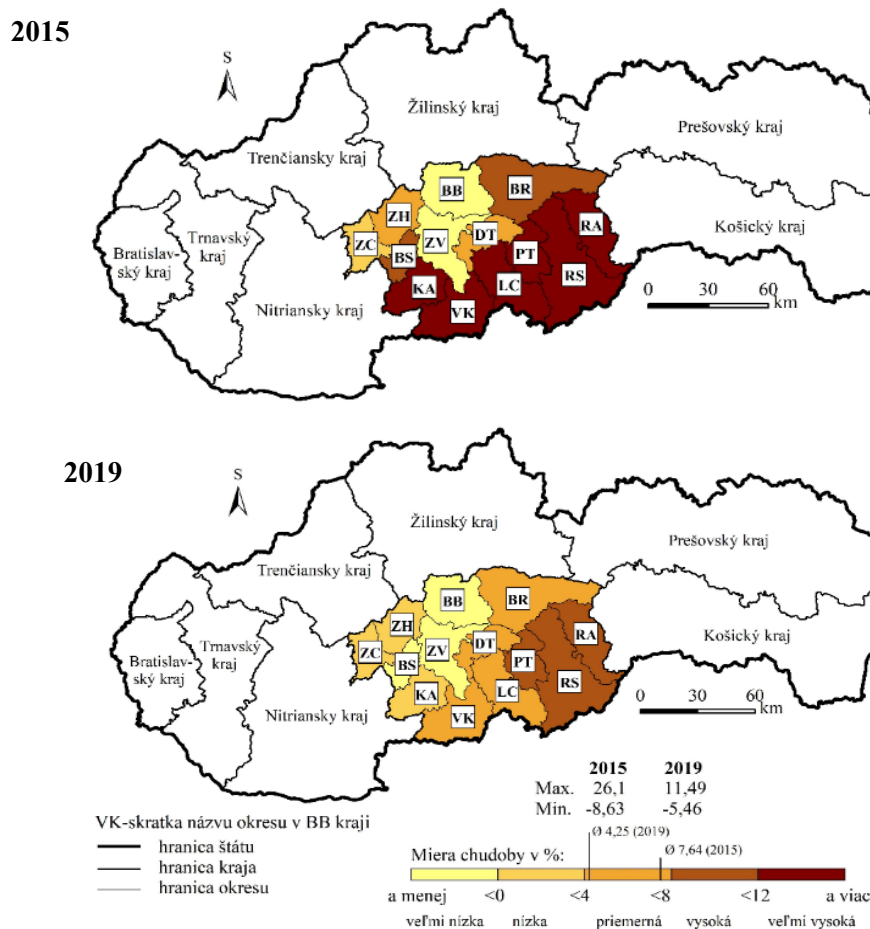 2015
S
Žilinský kraj
Prešovský kraj
Trenčiansky kraj
BB
BR
ZH
RA
Košický kraj
Trnavský
kraj
Bratislav-
ský kraj
ZC
ZV
DT
BS
PT
KA
LC
RS
Nitriansky kraj
VK
0 30 60
km
2019
S
Žilinský kraj
Prešovský kraj
Trenčiansky kraj
BB
BR
ZH
RA
Košický kraj
Trnavský
kraj
Bratislav-
ský kraj
ZC
ZV
DT
BS
PT
KA
LC
RS
Nitriansky kraj
VK
0 30 60
km
2015 2019
Max. 26,1 11,49
Min. -8,63 -5,46
VK-skratka názvu okresu v BB kraji
hranica štátu
hranica kraja
hranica okresu
Ø 4,25 (2019)
Ø 7,64 (2015)
Miera chudoby v %:
a menej <0 <4 <8 <12 a viac
veľmi nízka nízka priemerná vysoká veľmi vysoká